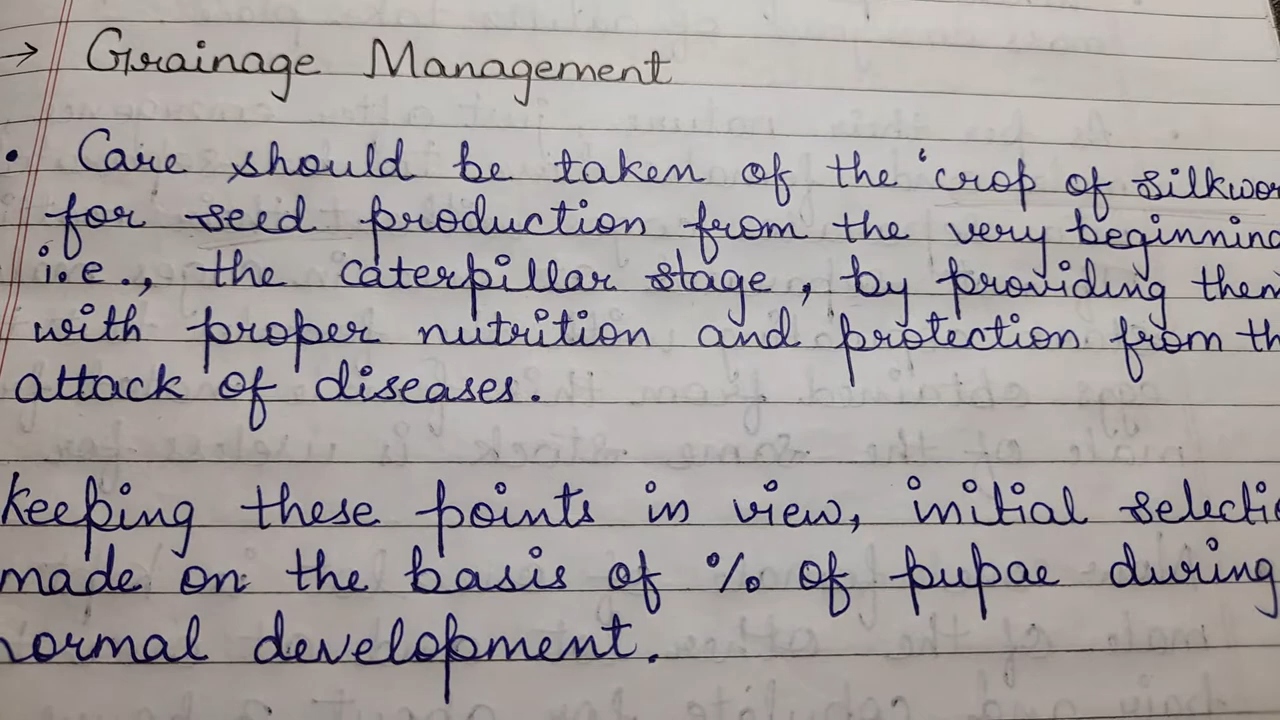 → Grainage Management
• Care should be taken of the 'crop of silkwor
for seed production from the very beginning
i.e., the caterpillar stage, by providing them
with proper nutrition and protection from th
attack of diseases.
Keeping these points in view, initial selectio
made on the basis of % of pupae during
normal development.